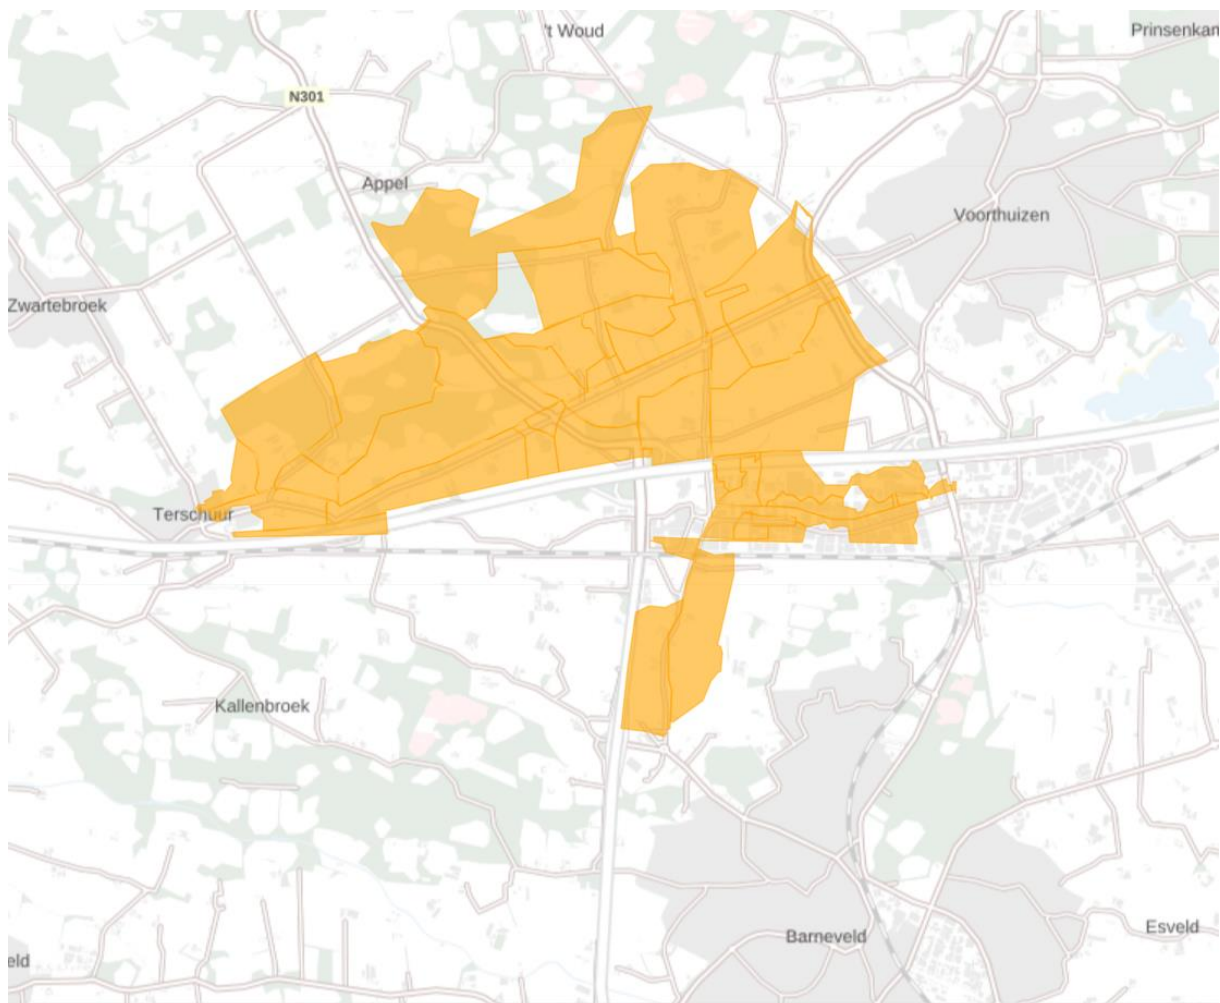 't Woud
Prinsenkam
N301
Appel
Voorthuizen
Zwartebroek
Terschuur
Kallenbroek
Barneveld
Esveld
eld